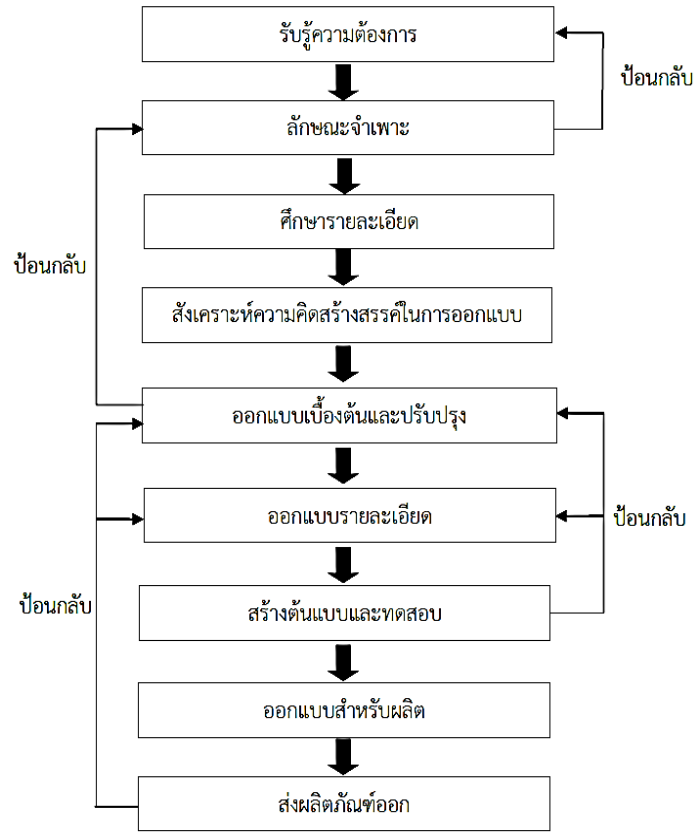 รับรู้ความต้องการ
ป้อนกลับ
ลักษณะจำเพาะ
ศึกษารายละเอียด
ป้อนกลับ
สังเคราะห์ความคิดสร้างสรรค์ในการออกแบบ
ออกแบบเบื้องต้นและปรับปรุง
ออกแบบรายละเอียด
ป้อนกลับ
ป้อนกลับ
สร้างต้นแบบและทดสอบ
ออกแบบสำหรับผลิต
ส่งผลิตภัณฑ์ออก